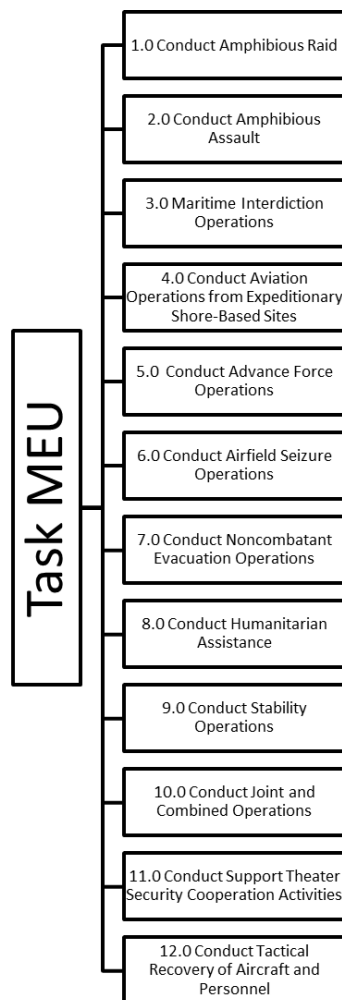 Task MEU
1.0 Conduct Amphibious Raid
2.0 Conduct Amphibious
Assault
3.0 Maritime Interdiction
Operations
4.0 Conduct Aviation
Operations from Expeditionary
Shore-Based Sites
5.0 Conduct Advance Force
Operations
6.0 Conduct Airfield Seizure
Operations
7.0 Conduct Noncombatant
Evacuation Operations
8.0 Conduct Humanitarian
Assistance
9.0 Conduct Stability
Operations
10.0 Conduct Joint and
Combined Operations
11.0 Conduct Support Theater
Security Cooperation Activities
12.0 Conduct Tactical
Recovery of Aircraft and
Personnel